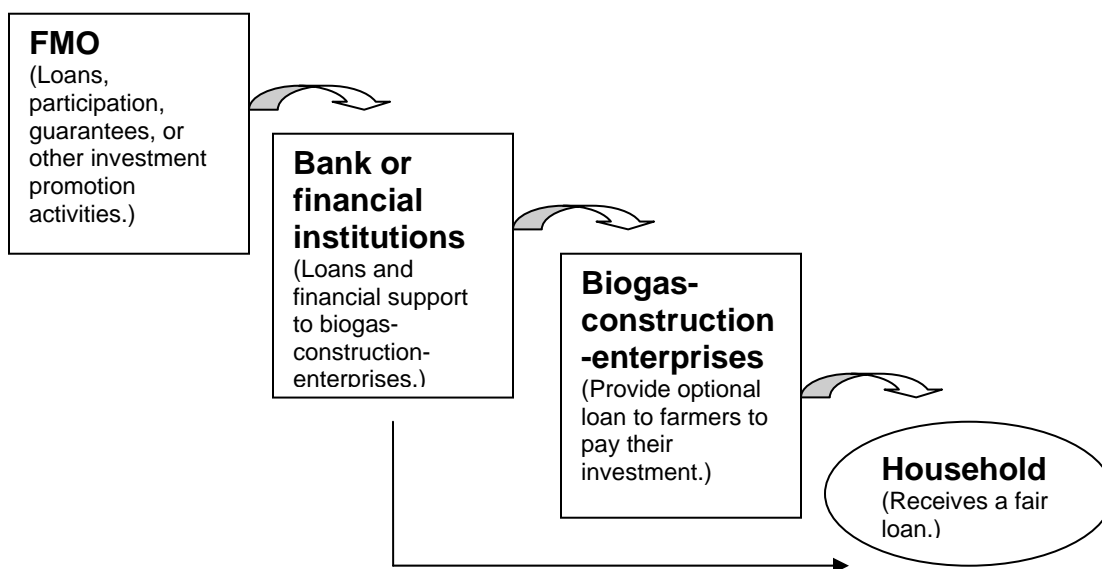 FMO
(Loans,
participation,
guarantees, or
other investment
promotion
activities.)
Bank or
financial
institutions
(Loans and
financial support
to biogas-
construction-
enterprises.)
Biogas-
construction
-enterprises
(Provide optional
loan to farmers to
pay their
investment.)
Household
(Receives a fair
loan.)